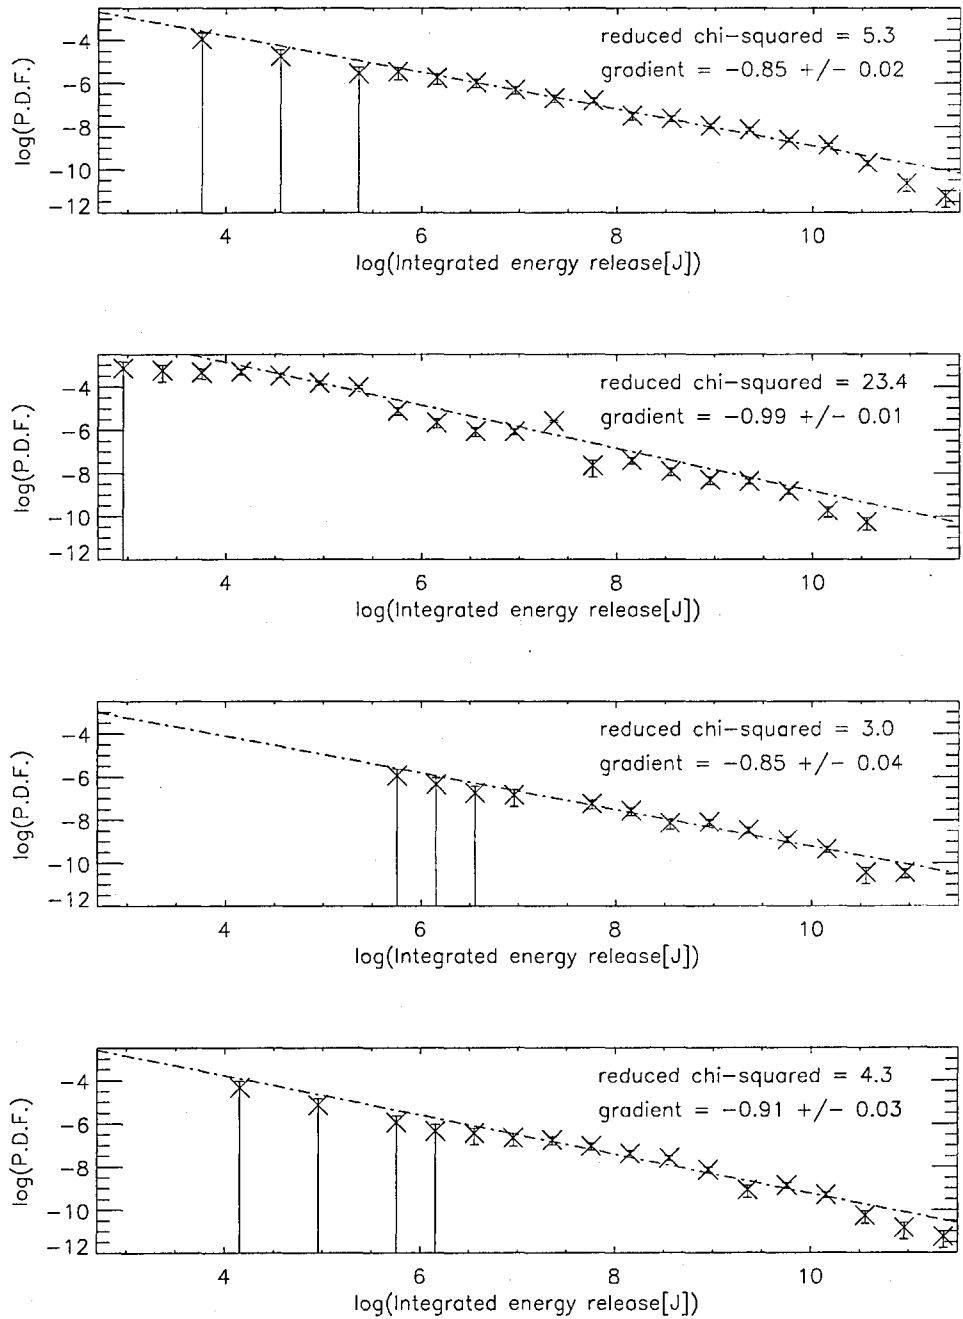 reduced chi-squared = 5.3
gradient = -0.85 +/- 0.02
log(P.D.F.)
-4
-6
-8
-10
-12
4 6 8 10
log(Integrated energy release[J])
reduced chi-squared = 23.4
gradient = -0.99 +/- 0.01
log(P.D.F.)
-4
-6
-8
-10
-12
4 6 8 10
log(Integrated energy release[J])
reduced chi-squared = 3.0
gradient = -0.85 +/- 0.04
log(P.D.F.)
-4
-6
-8
-10
-12
4 6 8 10
log(Integrated energy release[J])
reduced chi-squared = 4.3
gradient = -0.91 +/- 0.03
log(P.D.F.)
-4
-6
-8
-10
-12
4 6 8 10
log(Integrated energy release[J])